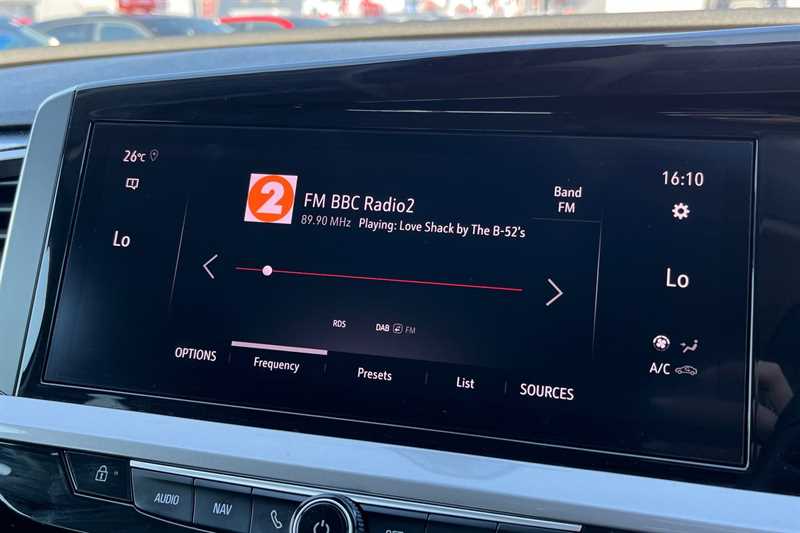 26°C
16:10
2
FM BBC Radio2
89.90 MHz Playing: Love Shack by The B-52's
Band
FM
Lo
Lo
RDS
DAB FM
A/C
OPTIONS
Frequency
Presets
List
SOURCES
AUDIO
NAV